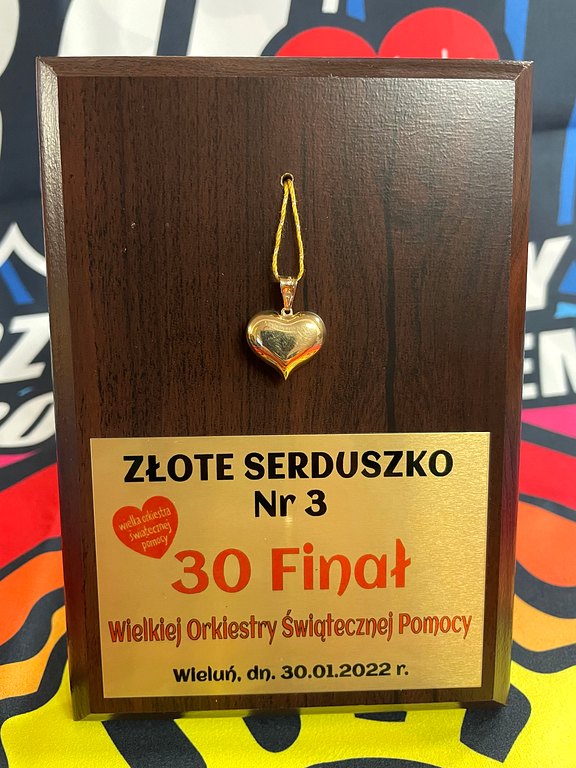 ZŁOTE SERDUSZKO
Nr 3
wielka orkiestra
świątecznej
pomocy
30 Finał
Wielkiej Orkiestry Świątecznej Pomocy
Wieluń, dn. 30.01.2022 r.